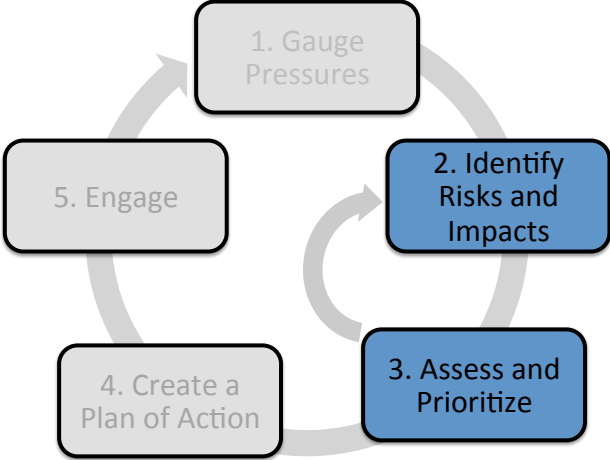 1. Gauge
Pressures
2. Identify
Risks and
Impacts
3. Assess and
Prioritize
4. Create a
Plan of Action
5. Engage